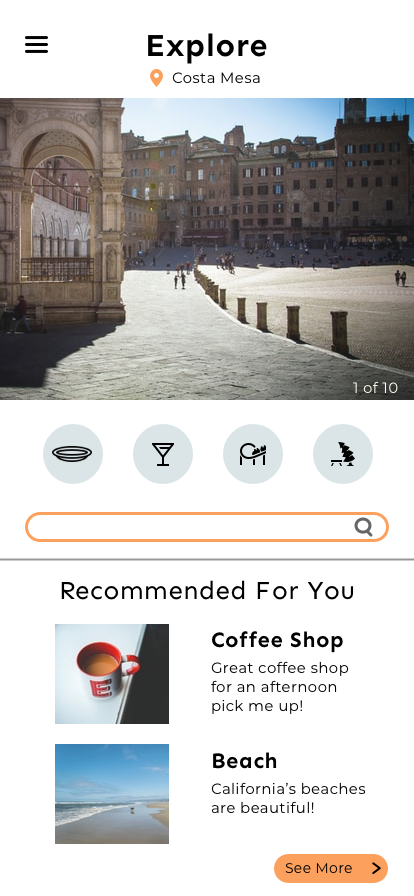 Explore
Costa Mesa
1 of 10
Recommended For You
Coffee Shop
Great coffee shop
for an afternoon
pick me up!
Beach
California's beaches
are beautiful!
See More